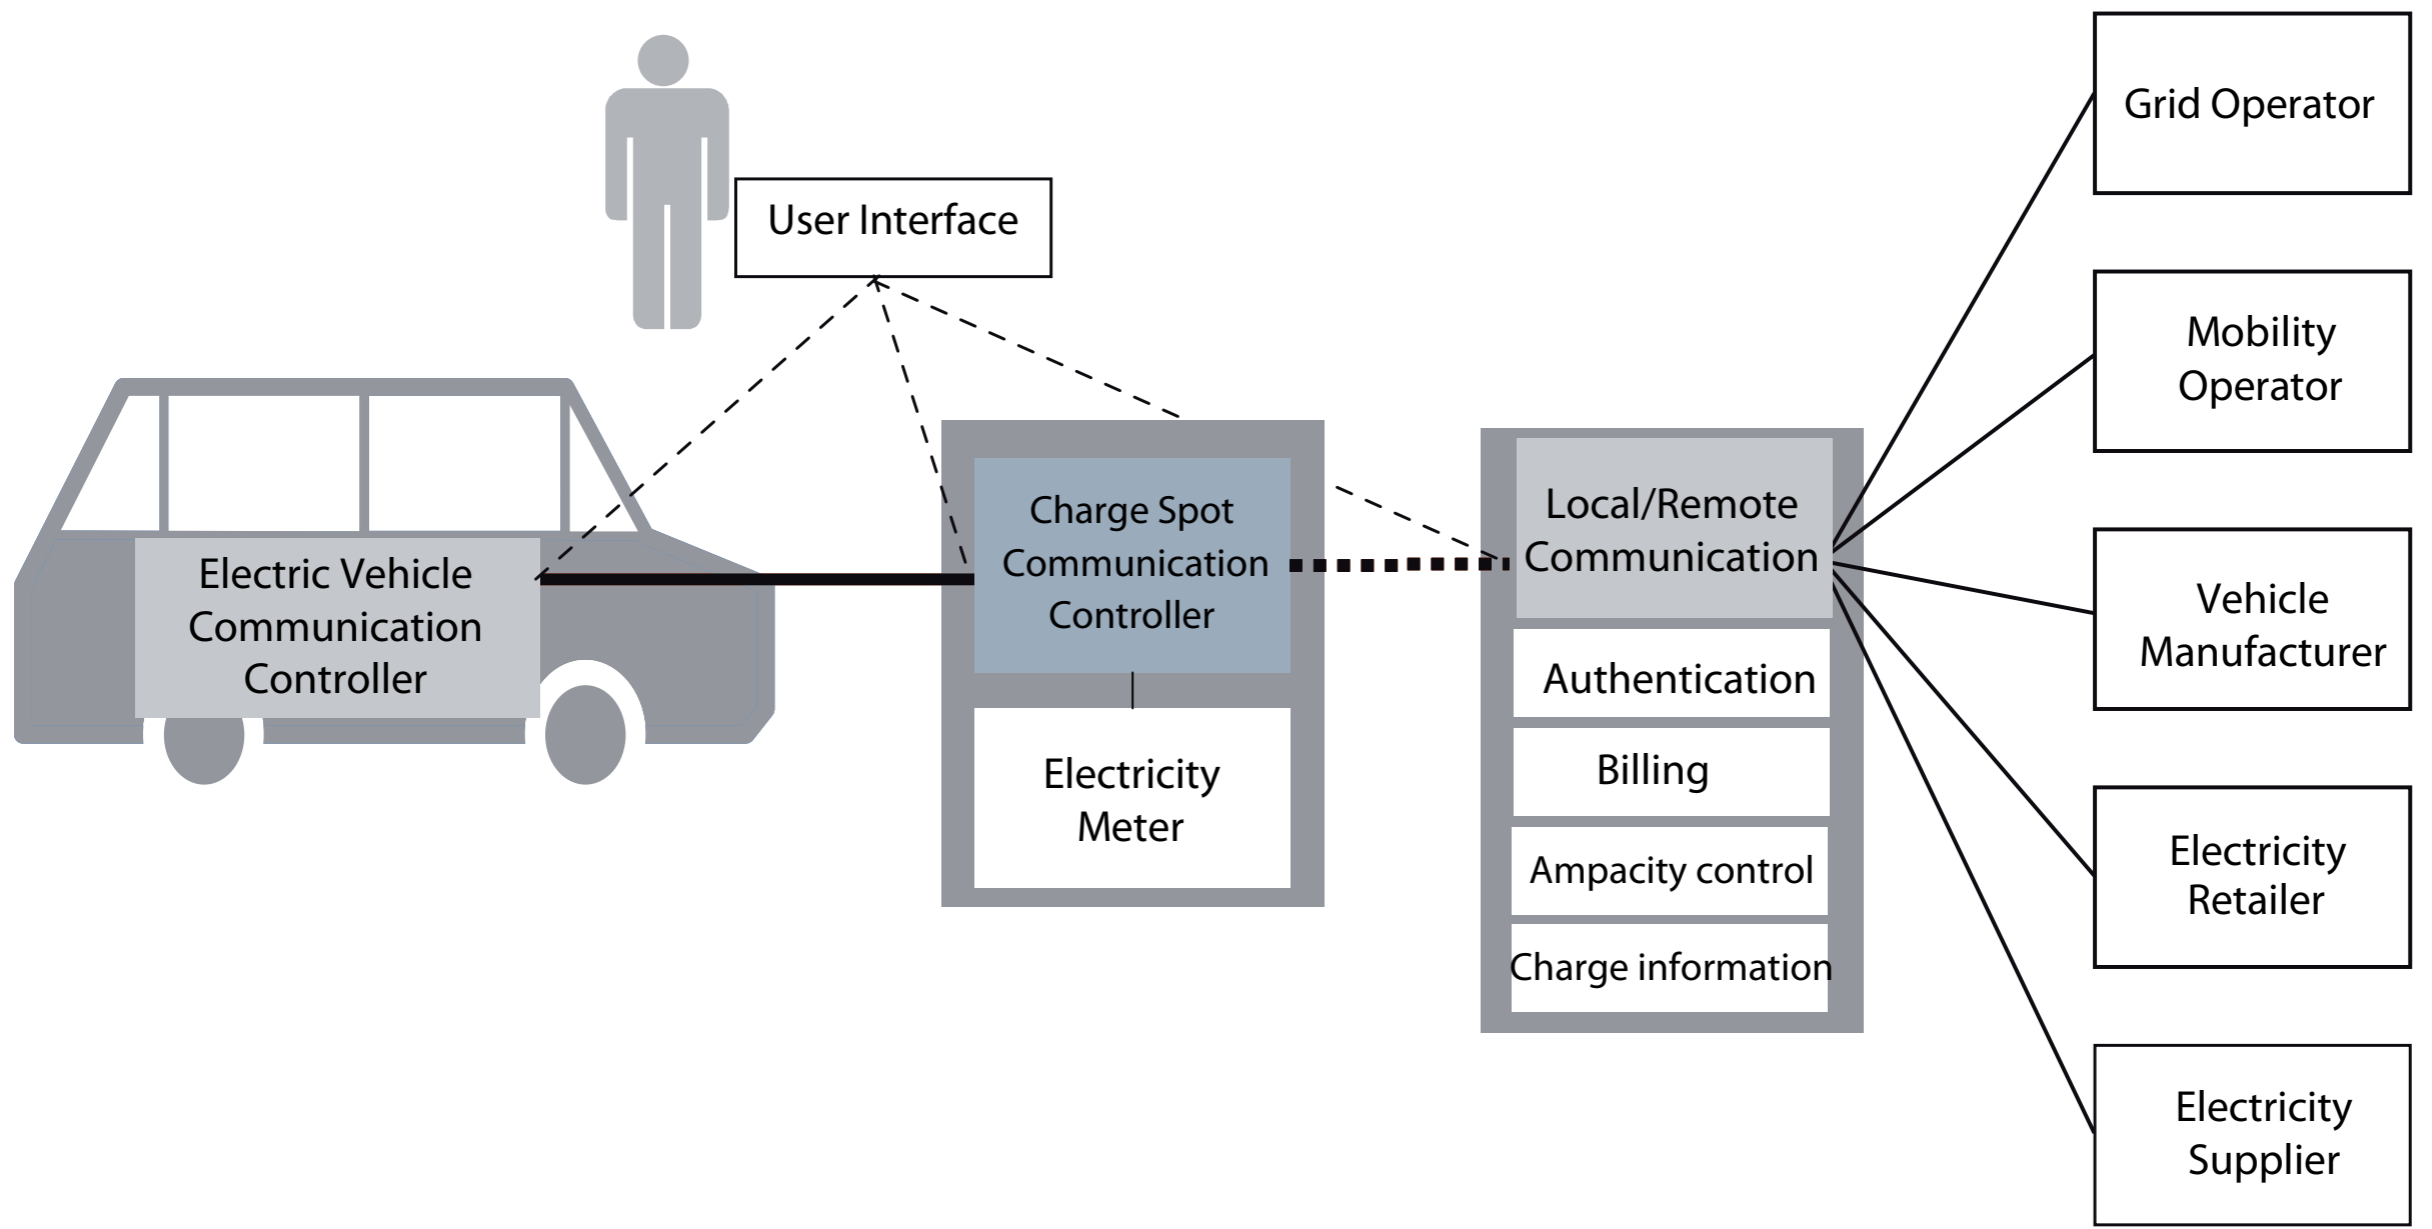 User Interface
Electric Vehicle
Communication
Controller
Charge Spot
Communication
Controller
Electricity
Meter
Local/Remote
Communication
Authentication
Billing
Ampacity control
Charge information
Grid Operator
Mobility
Operator
Vehicle
Manufacturer
Electricity
Retailer
Electricity
Supplier